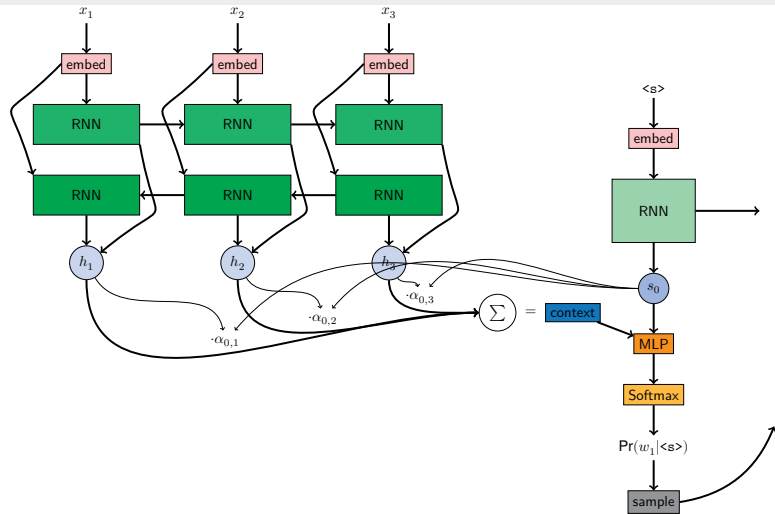 x₁ x₂ x₃
embed embed embed
<s>
RNN RNN RNN
embed
RNN RNN RNN
RNN
h₁ h₂ h₃
s₀
·α₀,₃
·α₀,₂
∑ = context
·α₀,₁
MLP
Softmax
Pr(w₁|<s>)
sample